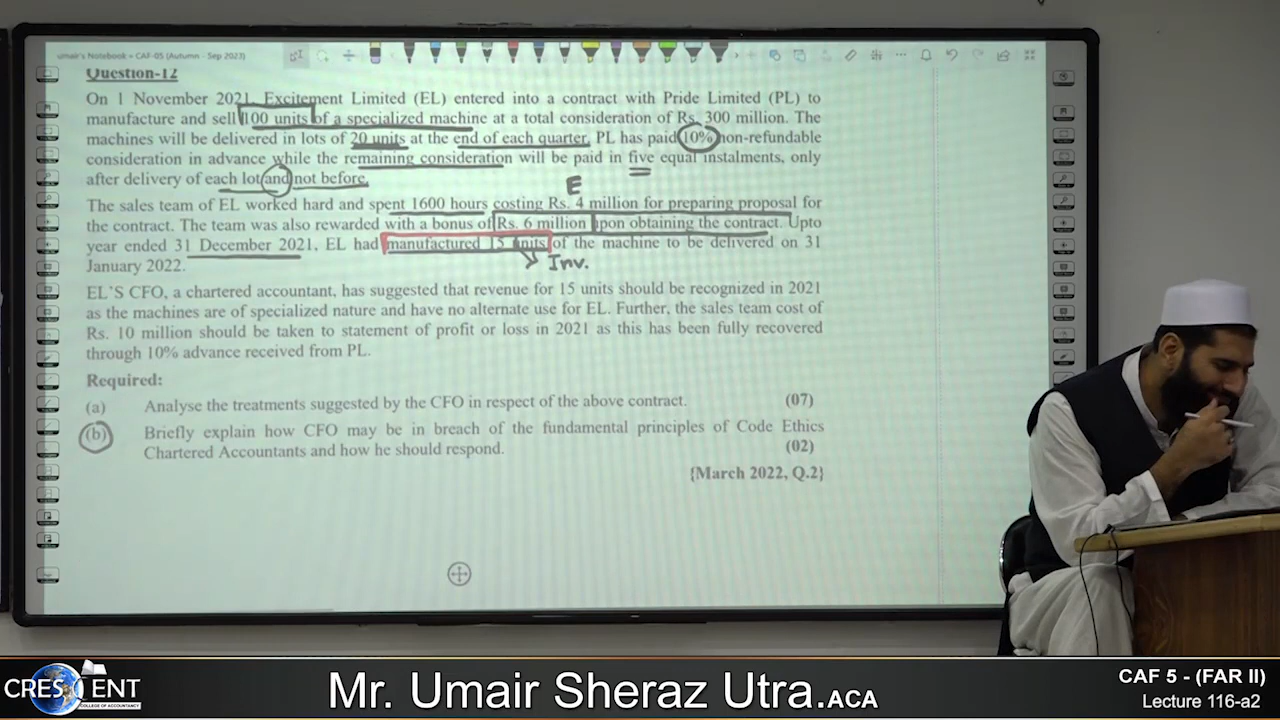 umair's Notebook » CAF-05 (Autumn - Sep 2023)
Question-12
On 1 November 2021, Excitement Limited (EL) entered into a contract with Pride Limited (PL) to
manufacture and sell 100 units of a specialized machine at a total consideration of Rs. 300 million. The
machines will be delivered in lots of 20 units at the end of each quarter. PL has paid 10% non-refundable
consideration in advance while the remaining consideration will be paid in five equal instalments, only
after delivery of each lot and not before.
E
The sales team of EL worked hard and spent 1600 hours costing Rs. 4 million for preparing proposal for
the contract. The team was also rewarded with a bonus of Rs. 6 million upon obtaining the contract. Upto
year ended 31 December 2021, EL had manufactured 15 units of the machine to be delivered on 31
January 2022.
Inv.
EL'S CFO, a chartered accountant, has suggested that revenue for 15 units should be recognized in 2021
as the machines are of specialized nature and have no alternate use for EL. Further, the sales team cost of
Rs. 10 million should be taken to statement of profit or loss in 2021 as this has been fully recovered
through 10% advance received from PL.
Required:
(a) Analyse the treatments suggested by the CFO in respect of the above contract. (07)
(b) Briefly explain how CFO may be in breach of the fundamental principles of Code Ethics
Chartered Accountants and how he should respond. (02)
{March 2022, Q.2}
CRESCENT
COLLEGE OF ACCOUNTANCY
Mr. Umair Sheraz Utra.ACA
CAF 5 - (FAR II)
Lecture 116-a2